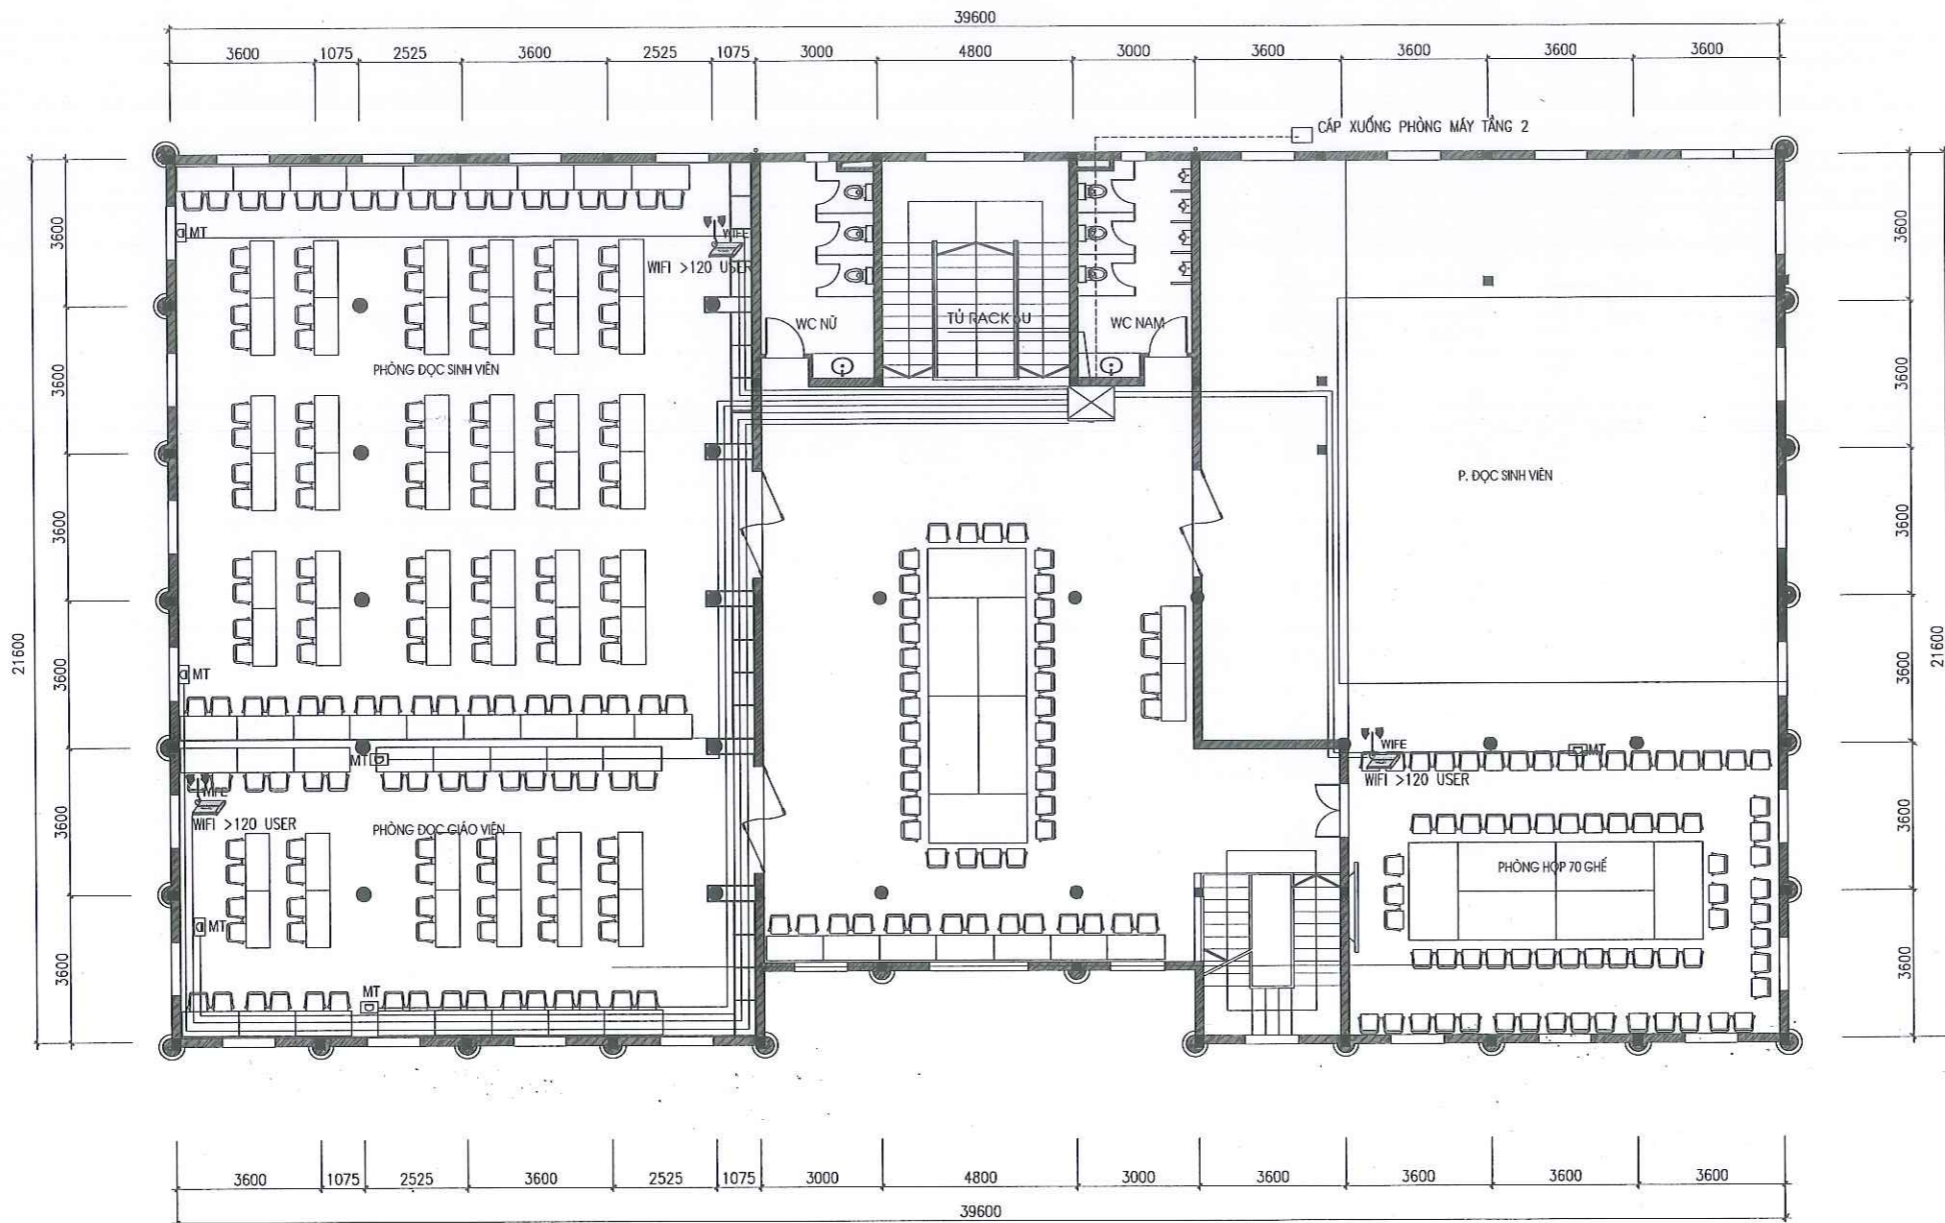 39600
3600 1075 2525 3600 2525 1075 3000 4800 3000 3600 3600 3600 3600
CÁP XUỐNG PHÒNG MÁY TẦNG 2
MT
WIFE
WIFI >120 USER
WC NỮ
TỦ RACK 6U
WC NAM
PHÒNG ĐỌC SINH VIÊN
P. ĐỌC SINH VIÊN
MT
MT
WIFE
MT
WIFE
WIFI >120 USER
WIFI >120 USER
PHÒNG ĐỌC GIÁO VIÊN
PHÒNG HỌP 70 GHẾ
MT
MT
21600
3600
3600
3600
3600
3600
3600
3600
3600
3600
3600
3600
3600
21600
3600 1075 2525 3600 2525 1075 3000 4800 3000 3600 3600 3600 3600
39600